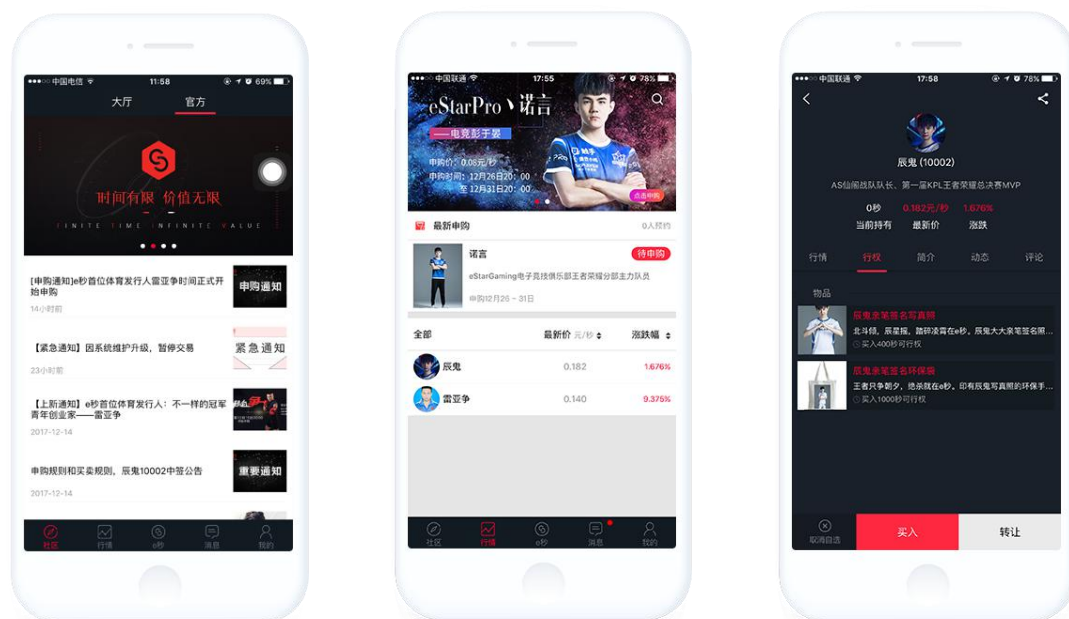 中国电信
11:58
69%
大厅
官方
时间有限 价值无限
FINITE TIME INFINITE VALUE
[申购通知]e秒首位体育发行人雷亚争时间正式开
始申购
14小时前
申购通知
【紧急通知】因系统维护升级，暂停交易
23小时前
紧急通知
【上新通知】e秒首位体育发行人：不一样的冠军
青年创业家——雷亚争
2017-12-14
申购规则和买卖规则，辰鬼10002中签公告
2017-12-14
重要通知
社区
行情
e秒
消息
我的
中国联通
17:55
78%
eStarPro丶诺言
——电竞彭于晏
申购价：0.08元/秒
申购时间：12月26日20：00
至 12月31日20：00
点击申购
最新申购
0人预约
诺言
待申购
eStarGaming电子竞技俱乐部王者荣耀分部主力队员
申购12月26 - 31日
全部
最新价 元/秒
涨跌幅
辰鬼
0.182
1.676%
雷亚争
0.140
9.375%
社区
行情
e秒
消息
我的
中国联通
17:58
78%
辰鬼 (10002)
AS仙阁战队队长、第一届KPL王者荣耀总决赛MVP
0秒
0.182元/秒
1.676%
当前持有
最新价
涨跌
行情
行权
简介
动态
评论
物品
辰鬼亲笔签名写真照
北斗倾，辰星摇，踏碎凌霄在e秒。辰鬼大大亲笔签名照...
买入400秒可行权
辰鬼亲笔签名环保袋
王者只争朝夕，绝杀就在e秒。印有辰鬼写真照的环保手...
买入1000秒可行权
取消自选
买入
转让